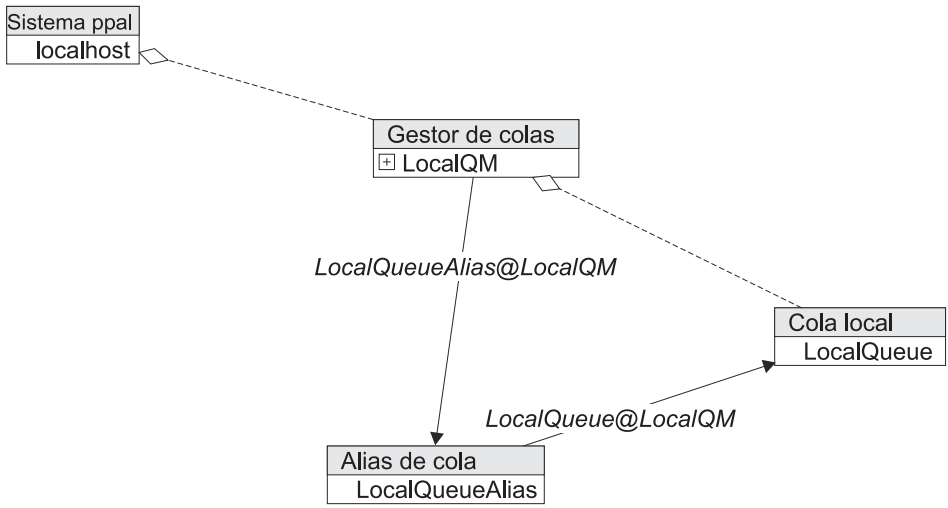 Sistema ppal
localhost
Gestor de colas
LocalQM
LocalQueueAlias@LocalQM
Cola local
LocalQueue
LocalQueue@LocalQM
Alias de cola
LocalQueueAlias